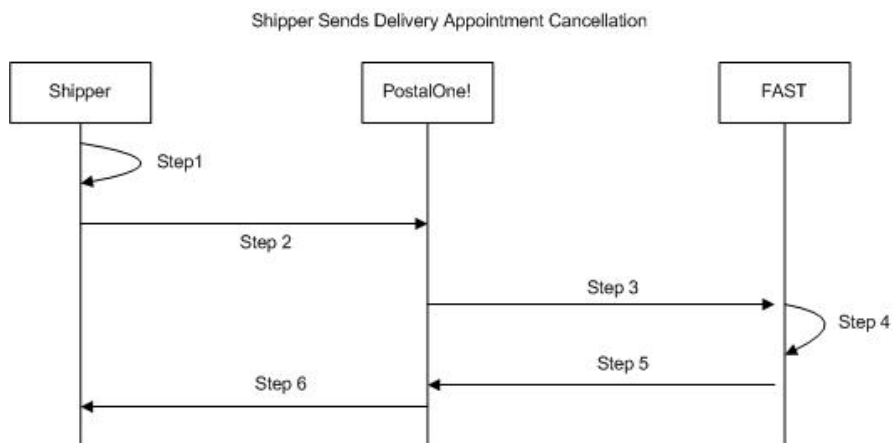 Shipper Sends Delivery Appointment Cancellation
Shipper
PostalOne!
FAST
Step1
Step 2
Step 3
Step 4
Step 5
Step 6